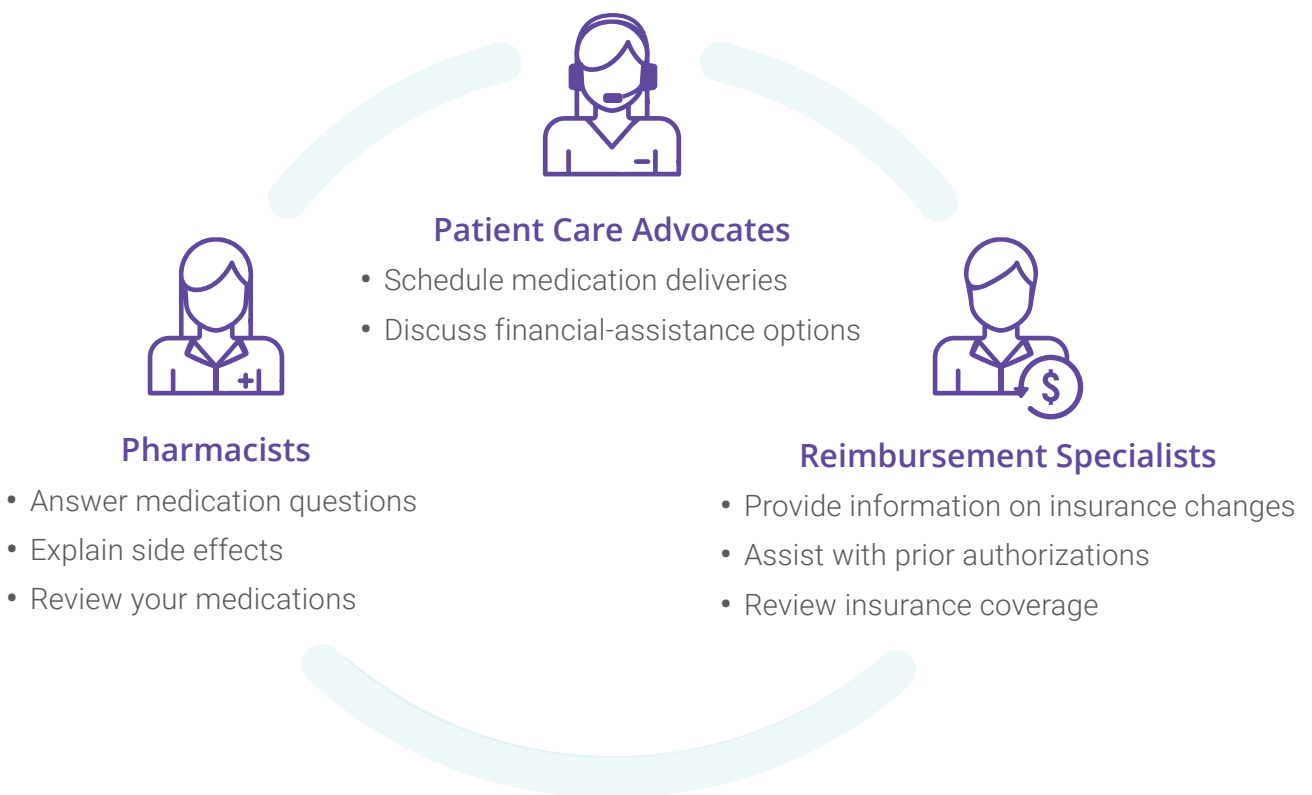 Patient Care Advocates
• Schedule medication deliveries
• Discuss financial-assistance options
Pharmacists
• Answer medication questions
• Explain side effects
• Review your medications
$
Reimbursement Specialists
• Provide information on insurance changes
• Assist with prior authorizations
• Review insurance coverage